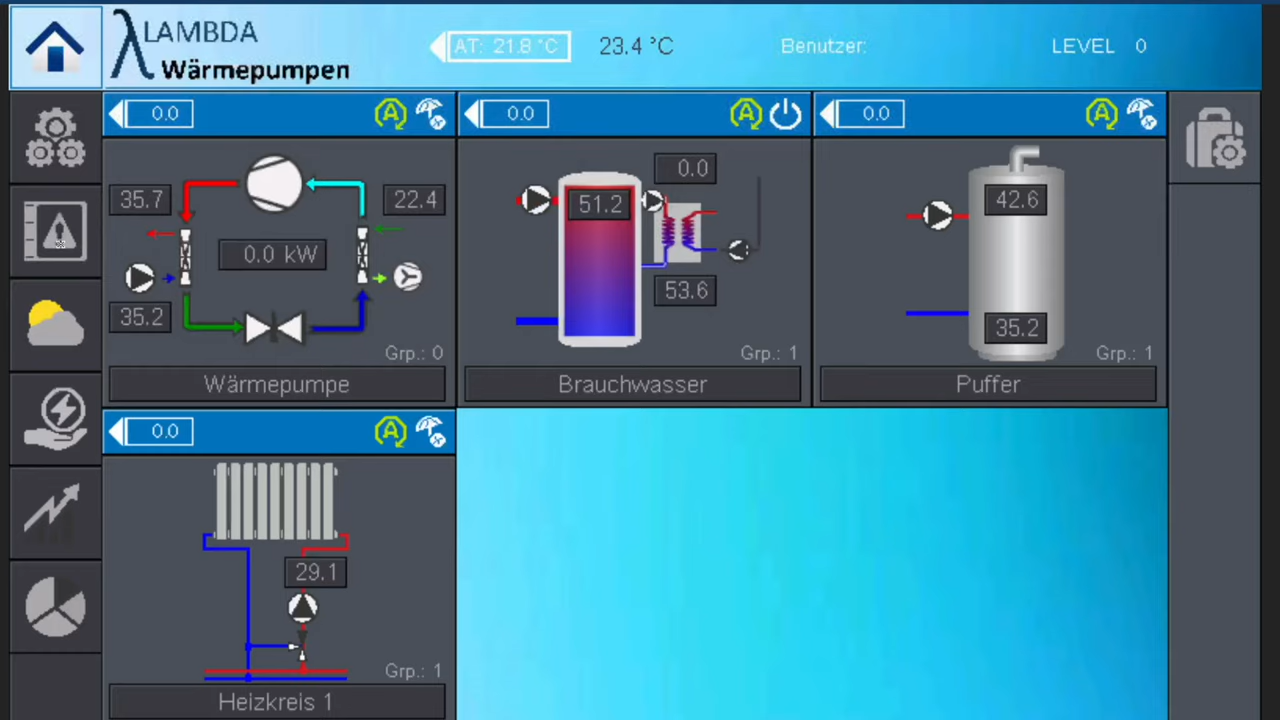 LAMBDA
Wärmepumpen
AT: 21.8 °C
23.4 °C
Benutzer:
LEVEL 0
0.0
0.0
0.0
35.7
22.4
0.0 kW
35.2
Grp.: 0
Wärmepumpe
0.0
51.2
53.6
Grp.: 1
Brauchwasser
42.6
35.2
Grp.: 1
Puffer
0.0
29.1
Grp.: 1
Heizkreis 1